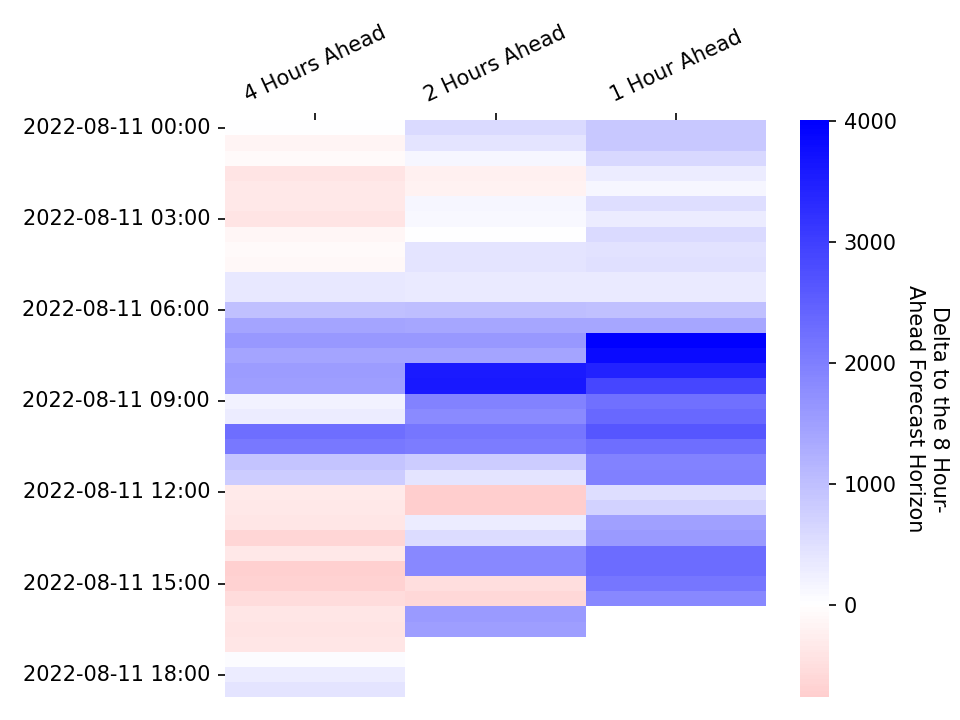 4 Hours Ahead
2 Hours Ahead
1 Hour Ahead
2022-08-11 00:00
2022-08-11 03:00
2022-08-11 06:00
2022-08-11 09:00
2022-08-11 12:00
2022-08-11 15:00
2022-08-11 18:00
4000
3000
2000
1000
0
Delta to the 8 Hour-
Ahead Forecast Horizon